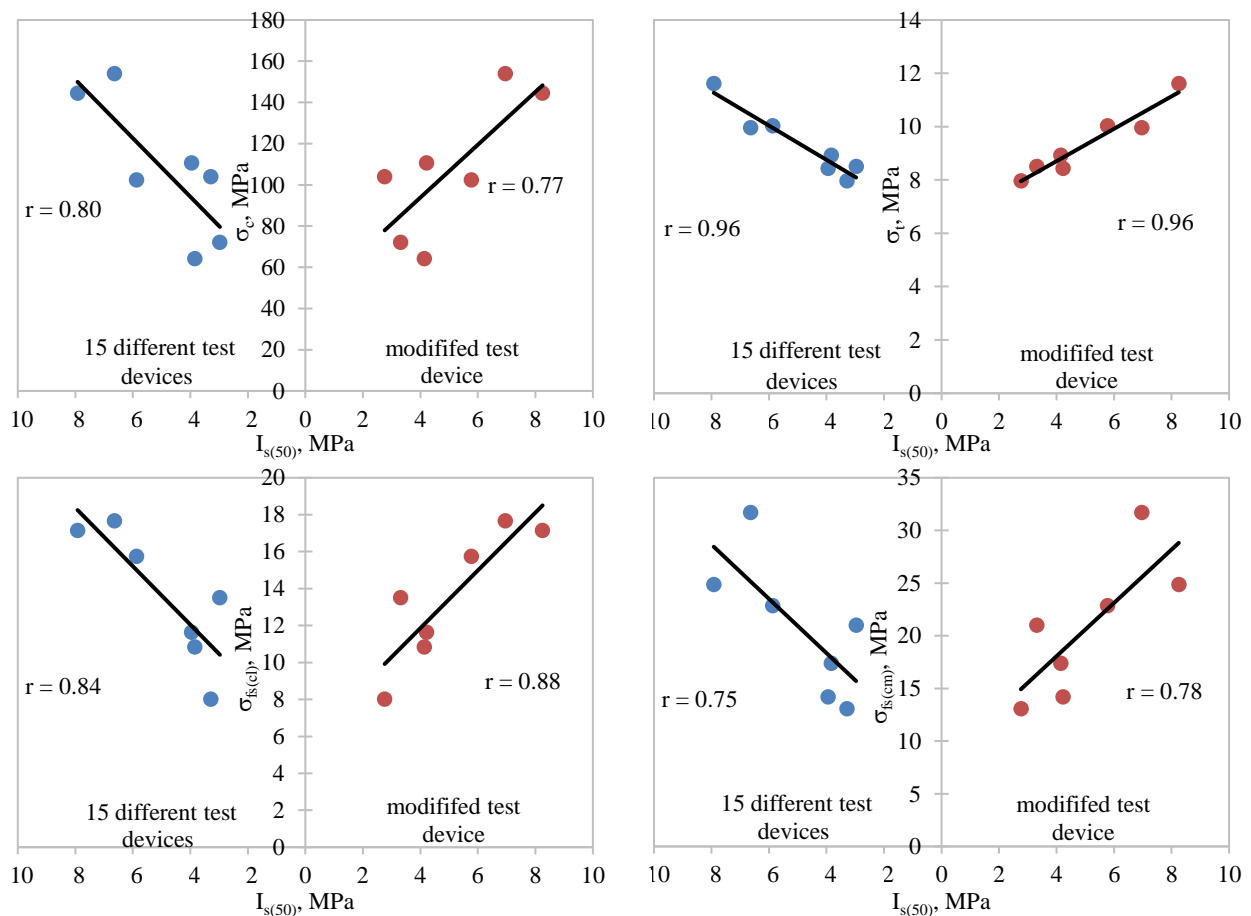 180
160
140
120
100
80
60
40
20
0
σc, MPa
r = 0.80
r = 0.77
15 different test
devices
modififed test
device
10 8 6 4 2 0 2 4 6 8 10
Is(50), MPa
14
12
10
8
6
4
2
0
σt, MPa
r = 0.96
r = 0.96
15 different test
devices
modififed test
device
10 8 6 4 2 0 2 4 6 8 10
Is(50), MPa
20
18
16
14
12
10
8
6
4
2
0
σfs(cl), MPa
r = 0.84
r = 0.88
15 different test
devices
modififed test
device
10 8 6 4 2 0 2 4 6 8 10
Is(50), MPa
35
30
25
20
15
10
5
0
σfs(cm), MPa
r = 0.75
r = 0.78
15 different test
devices
modififed test
device
10 8 6 4 2 0 2 4 6 8 10
Is(50), MPa